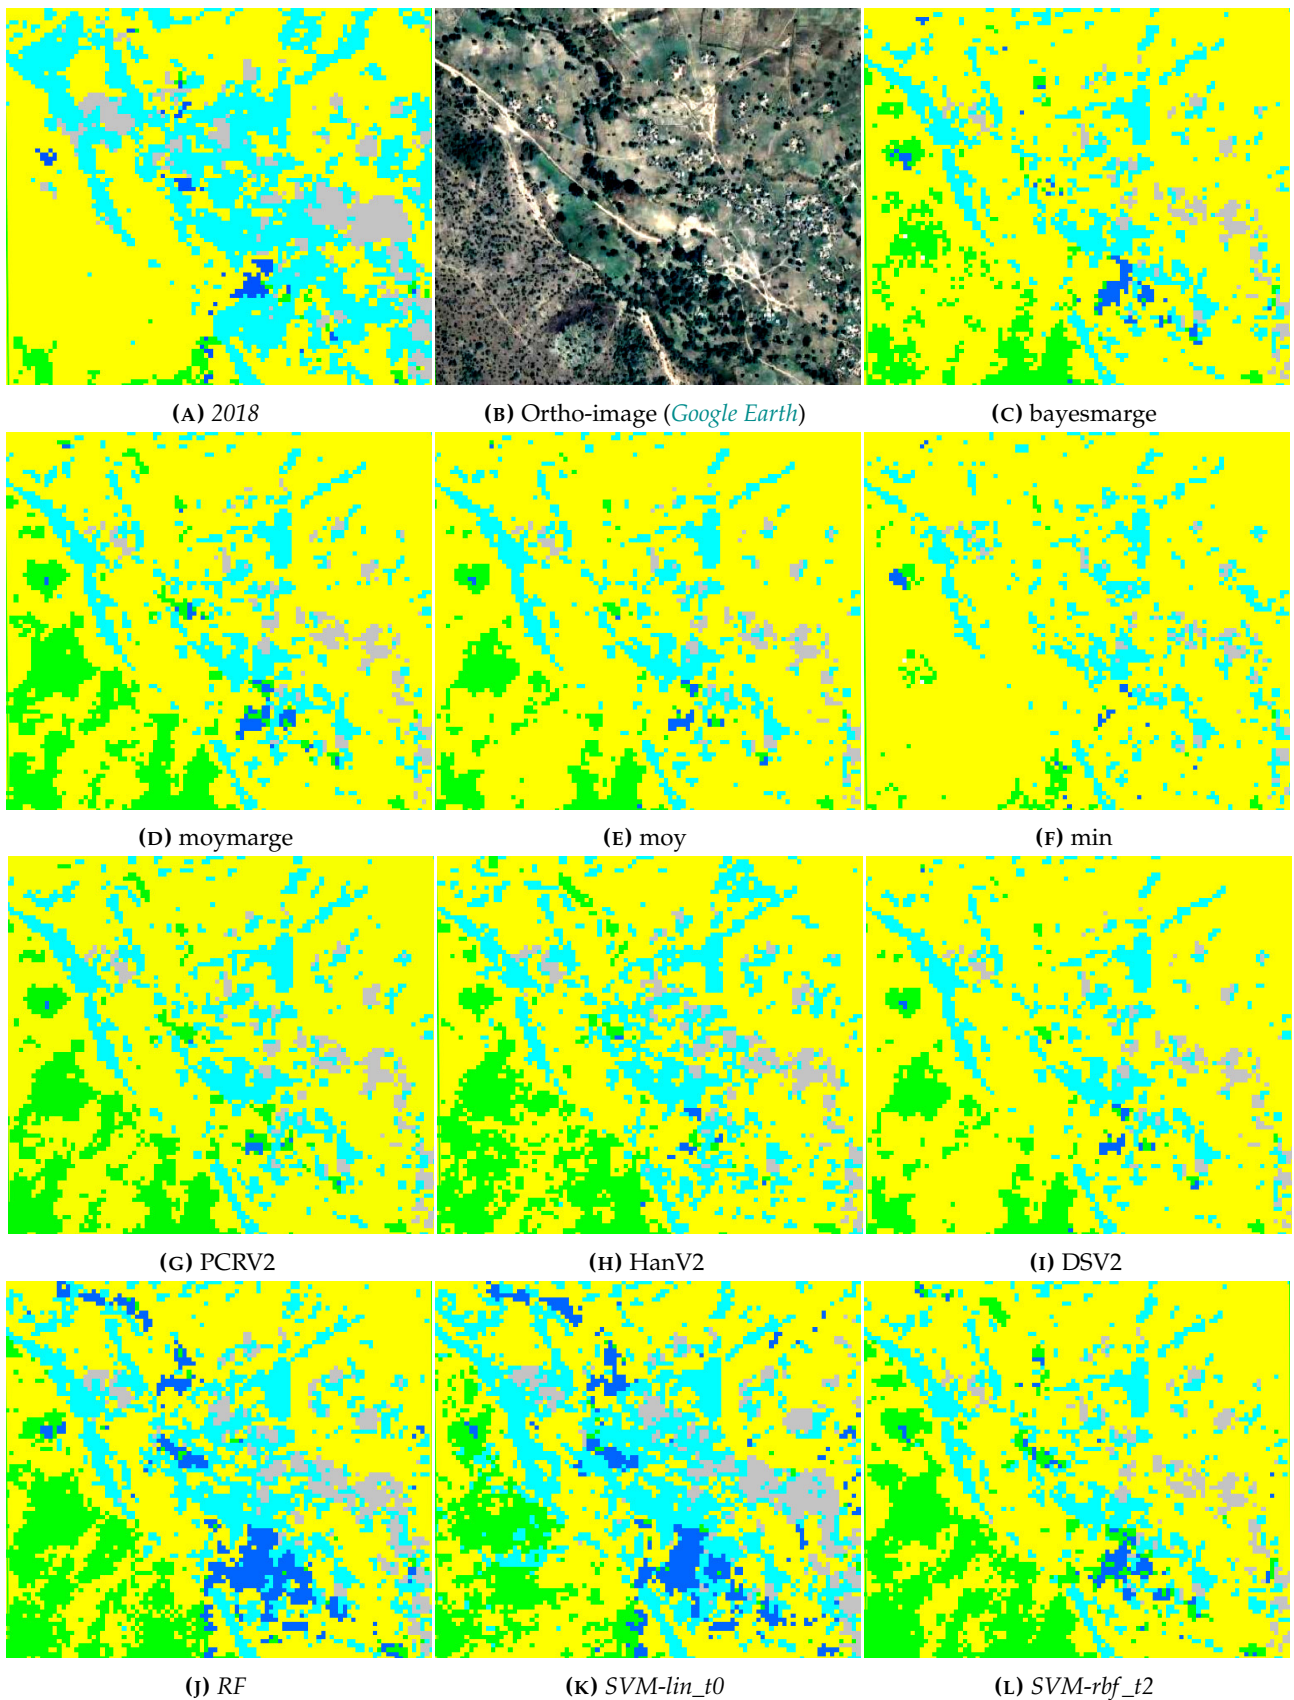 (A) 2018
(B) Ortho-image (Google Earth)
(C) bayesmarge
(D) moymarge
(E) moy
(F) min
(G) PCRV2
(H) HanV2
(I) DSV2
(J) RF
(K) SVM-lin_t0
(L) SVM-rbf_t2